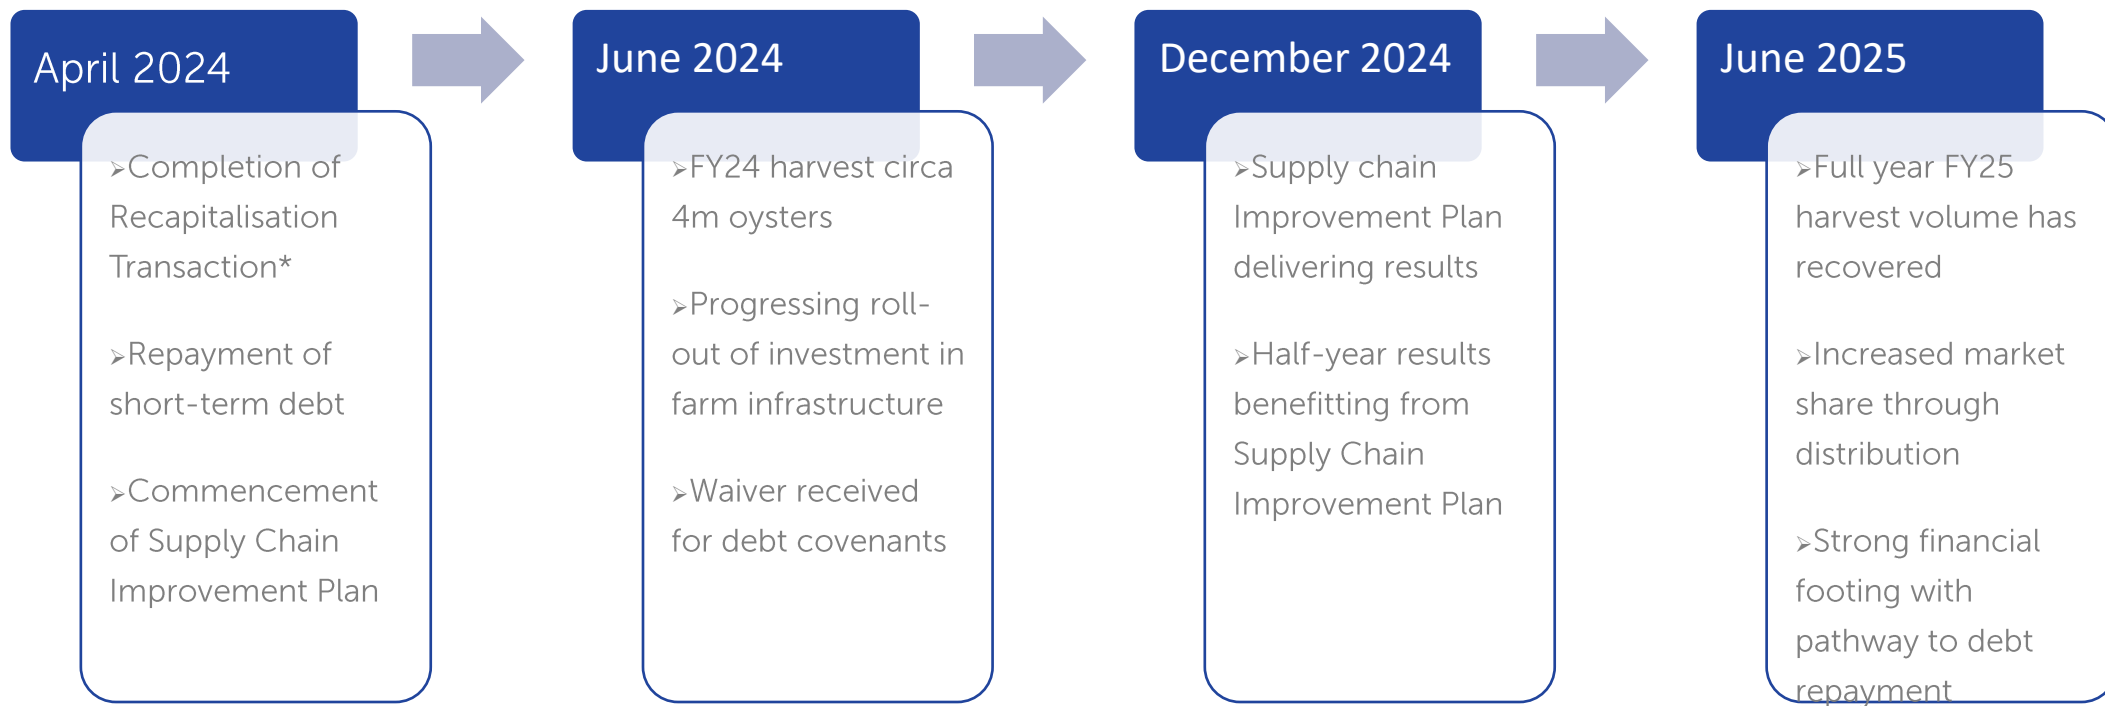 April 2024
➢Completion of
Recapitalisation
Transaction*
➢Repayment of
short-term debt
➢Commencement
of Supply Chain
Improvement Plan
June 2024
➢FY24 harvest circa
4m oysters
➢Progressing roll-
out of investment in
farm infrastructure
➢Waiver received
for debt covenants
December 2024
➢Supply chain
Improvement Plan
delivering results
➢Half-year results
benefitting from
Supply Chain
Improvement Plan
June 2025
➢Full year FY25
harvest volume has
recovered
➢Increased market
share through
distribution
➢Strong financial
footing with
pathway to debt
repayment